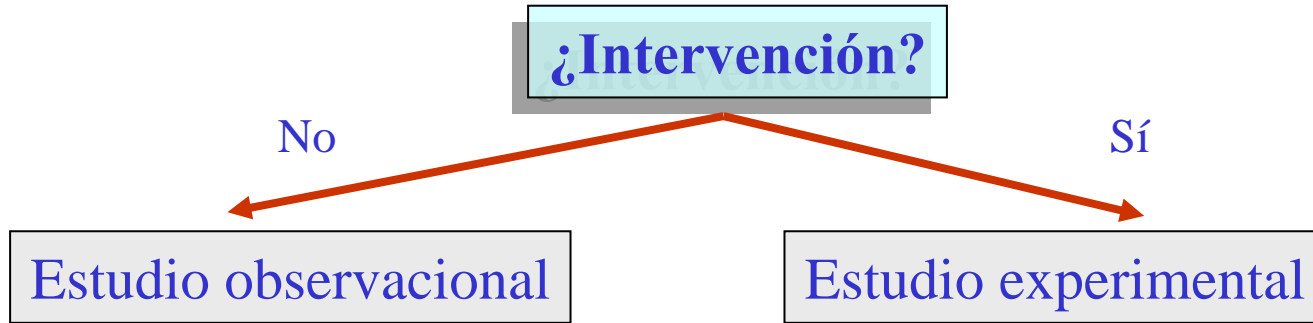 ¿Intervención?
No
Sí
Estudio observacional
Estudio experimental